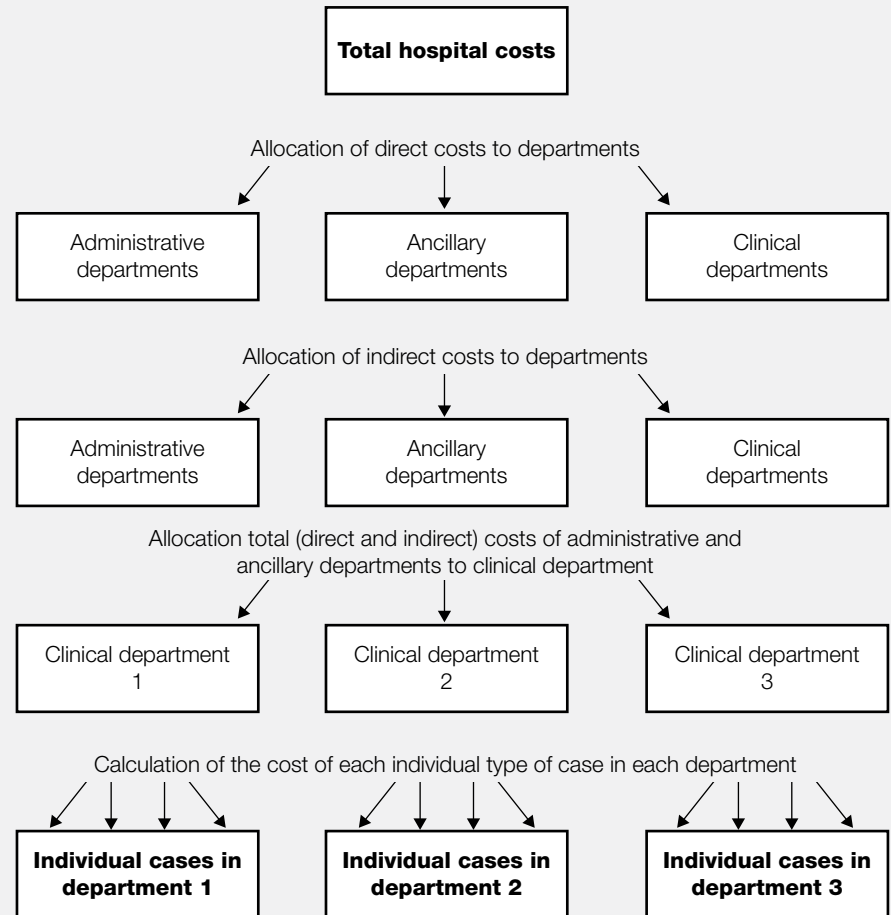 Total hospital costs
Allocation of direct costs to departments
Administrative
departments
Ancillary
departments
Clinical
departments
Allocation of indirect costs to departments
Administrative
departments
Ancillary
departments
Clinical
departments
Allocation total (direct and indirect) costs of administrative and
ancillary departments to clinical department
Clinical department
1
Clinical department
2
Clinical department
3
Calculation of the cost of each individual type of case in each department
Individual cases in
department 1
Individual cases in
department 2
Individual cases in
department 3